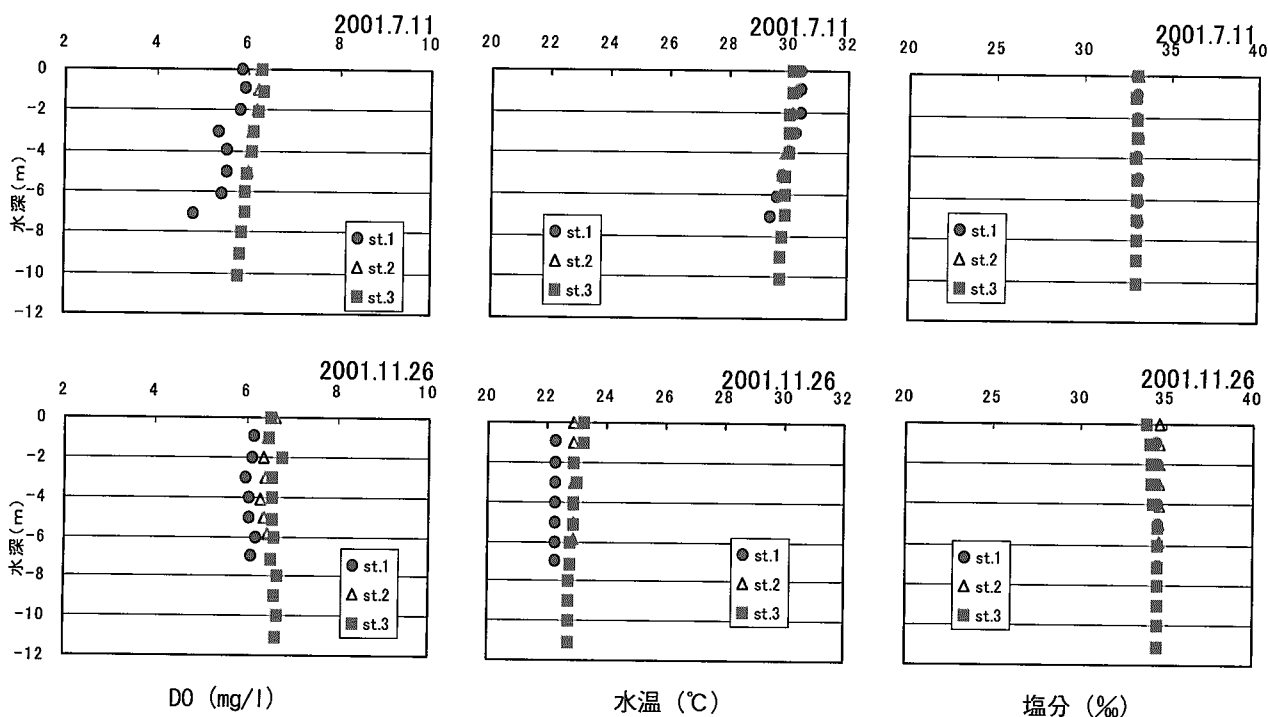 2001.7.11
2 4 6 8 10
0
-2
-4
-6
-8
-10
-12
水深(m)
st.1
st.2
st.3
2001.7.11
20 22 24 26 28 30 32
st.1
st.2
st.3
2001.7.11
20 25 30 35 40
st.1
st.2
st.3
2001.11.26
2 4 6 8 10
0
-2
-4
-6
-8
-10
-12
水深(m)
st.1
st.2
st.3
DO (mg/l)
2001.11.26
20 22 24 26 28 30 32
st.1
st.2
st.3
水温 (℃)
2001.11.26
20 25 30 35 40
st.1
st.2
st.3
塩分 (‰)